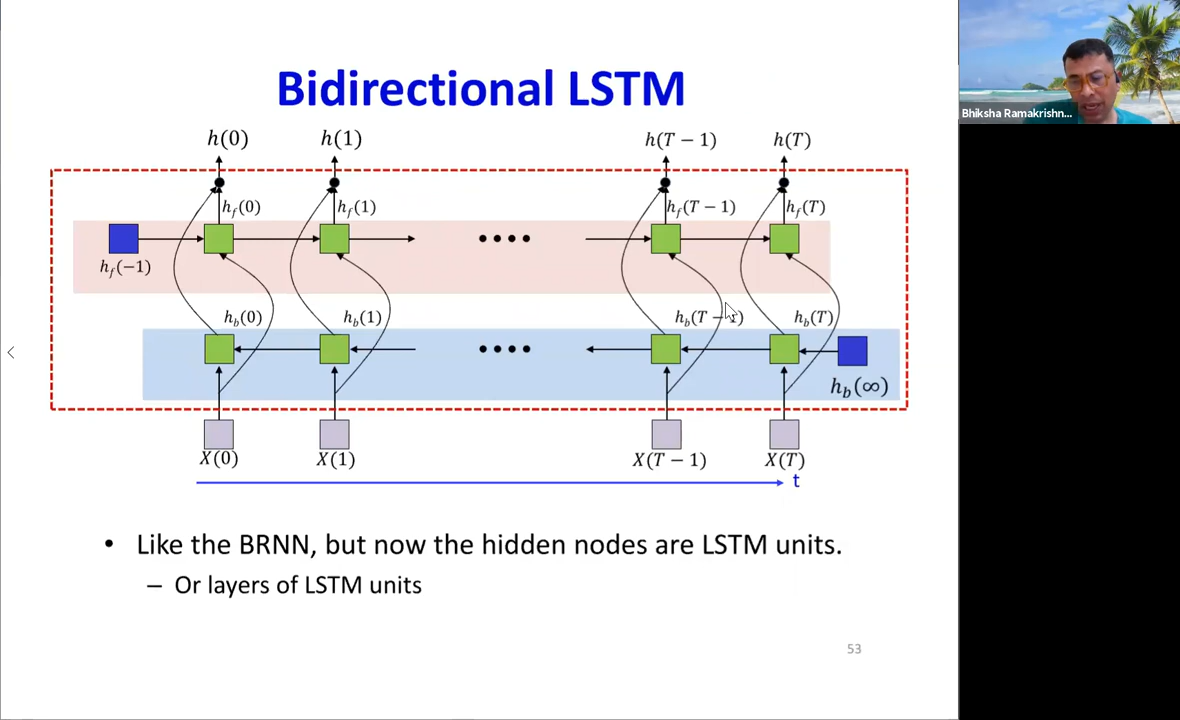 Bidirectional LSTM
Bhiksha Ramakrishn...
h(0) h(1) h(T − 1) h(T)
h_f(0) h_f(1) h_f(T − 1) h_f(T)
h_f(−1)
h_b(0) h_b(1) h_b(T − 1) h_b(T)
h_b(∞)
X(0) X(1) X(T − 1) X(T)
t
• Like the BRNN, but now the hidden nodes are LSTM units.
– Or layers of LSTM units
53